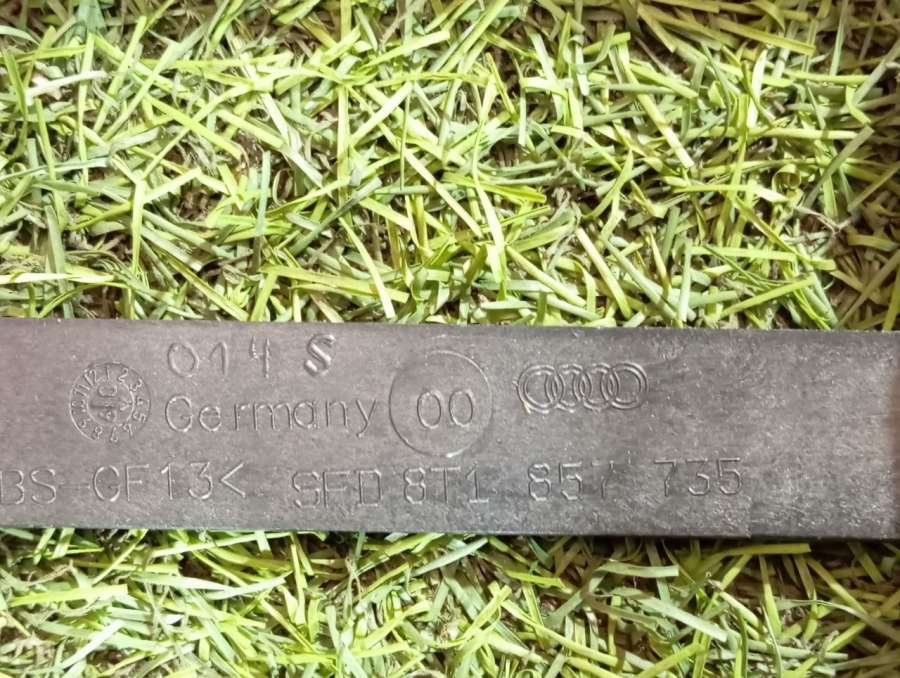 014 S
Germany 00
BS-GF13< SFD 8T1 857 735